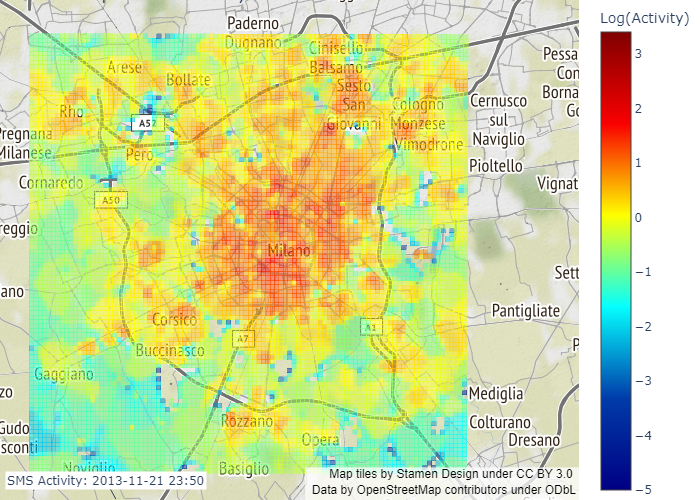 Log(Activity)
3
2
1
0
−1
−2
−3
−4
−5
Paderno
Dugnano
Cinisello
Balsamo
Arese
Bollate
Sesto
San
Giovanni
Rho
A52
Cologno
Monzese
Vimodrone
Cernusco
sul
Naviglio
Pessa
Con
Borna
Go
Pregnana
Milanese
Pero
Pioltello
Cornaredo
A50
Vignat
reggio
Milano
Sett
ano
Pantigliate
Corsico
A7
A1
Buccinasco
P
Gaggiano
zo
Mediglia
Rozzano
Colturano
Gudo
sconti
Opera
Dresano
Noviglio
Basiglio
SMS Activity: 2013-11-21 23:50
Map tiles by Stamen Design under CC BY 3.0
Data by OpenStreetMap contributors under ODbL